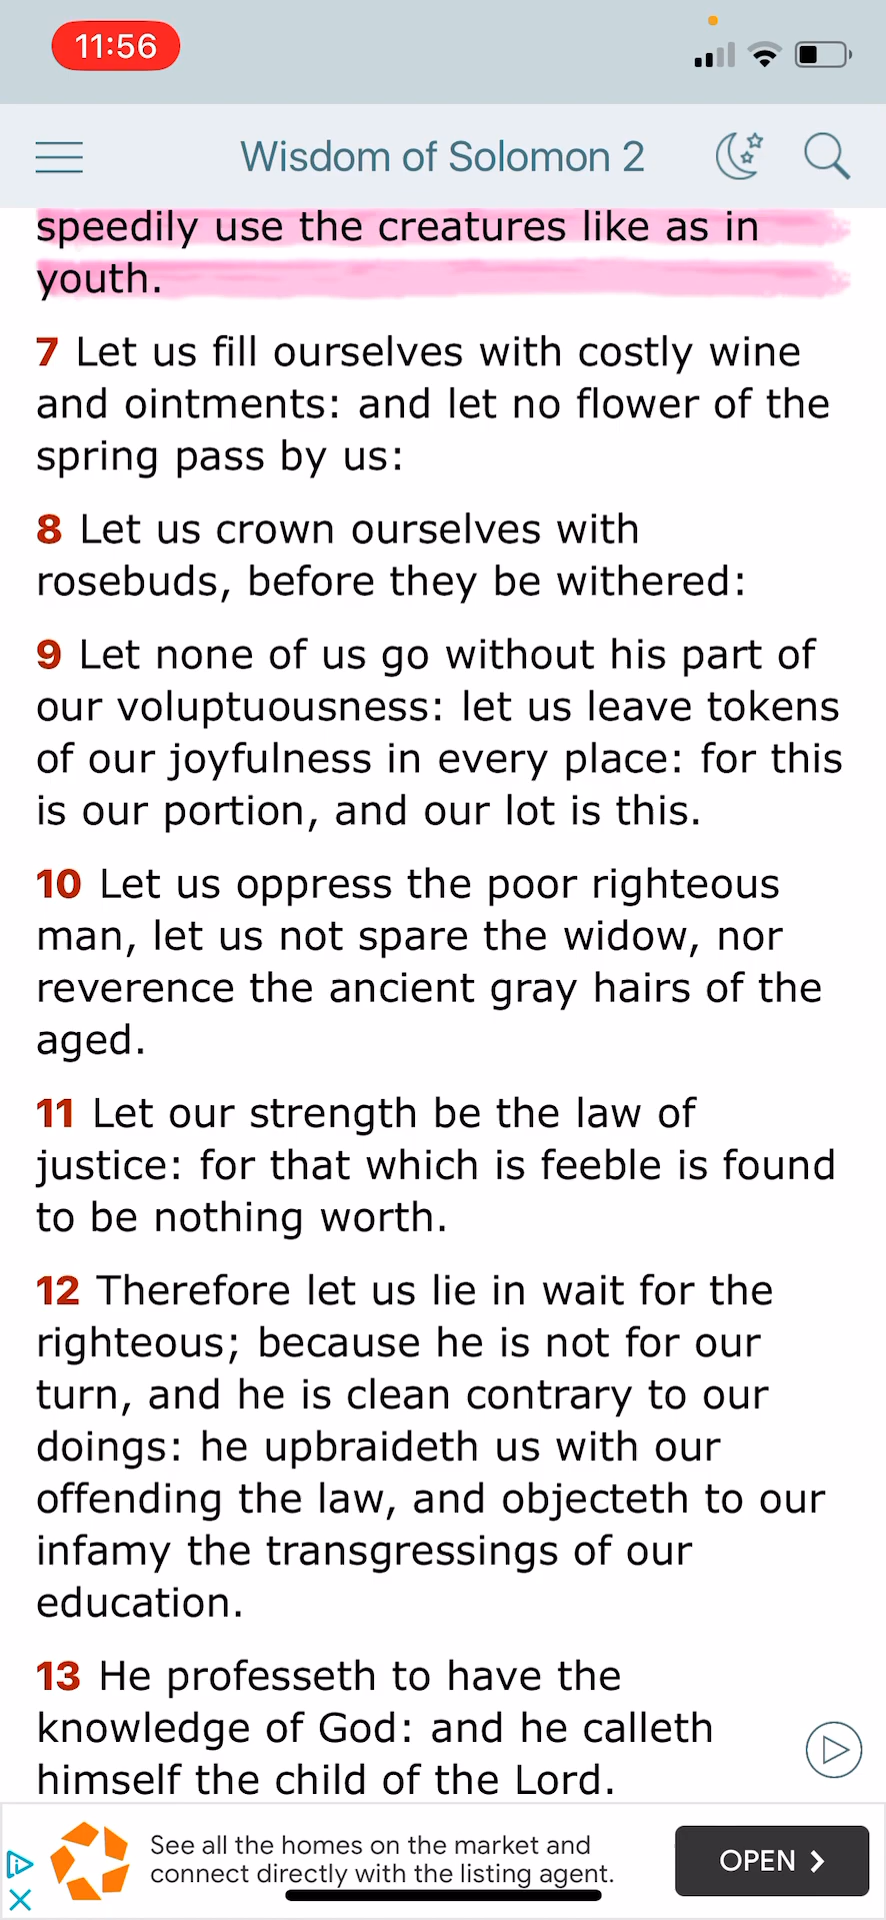 11:56
Wisdom of Solomon 2
speedily use the creatures like as in
youth.
7 Let us fill ourselves with costly wine
and ointments: and let no flower of the
spring pass by us:
8 Let us crown ourselves with
rosebuds, before they be withered:
9 Let none of us go without his part of
our voluptuousness: let us leave tokens
of our joyfulness in every place: for this
is our portion, and our lot is this.
10 Let us oppress the poor righteous
man, let us not spare the widow, nor
reverence the ancient gray hairs of the
aged.
11 Let our strength be the law of
justice: for that which is feeble is found
to be nothing worth.
12 Therefore let us lie in wait for the
righteous; because he is not for our
turn, and he is clean contrary to our
doings: he upbraideth us with our
offending the law, and objecteth to our
infamy the transgressings of our
education.
13 He professeth to have the
knowledge of God: and he calleth
himself the child of the Lord.
See all the homes on the market and
connect directly with the listing agent.
OPEN